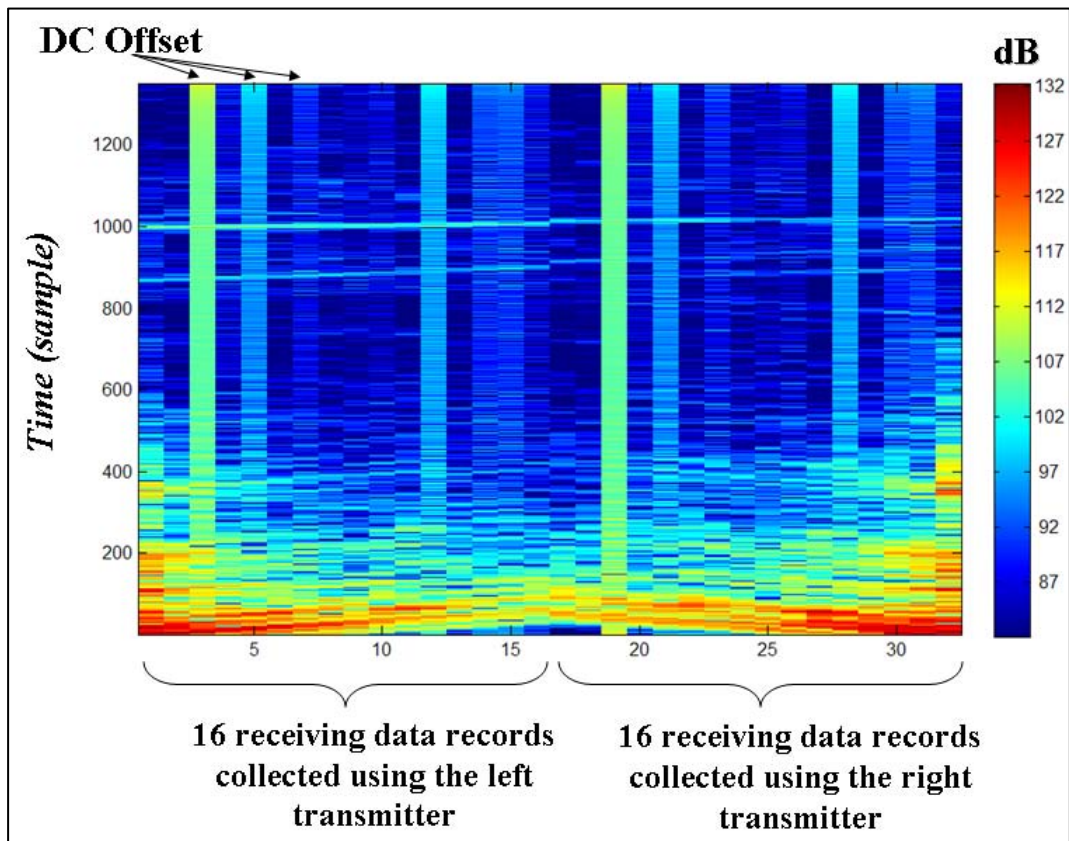 DC Offset
dB
Time (sample)
1200
1000
800
600
400
200
5
10
15
20
25
30
132
127
122
117
112
107
102
97
92
87
16 receiving data records
collected using the left
transmitter
16 receiving data records
collected using the right
transmitter